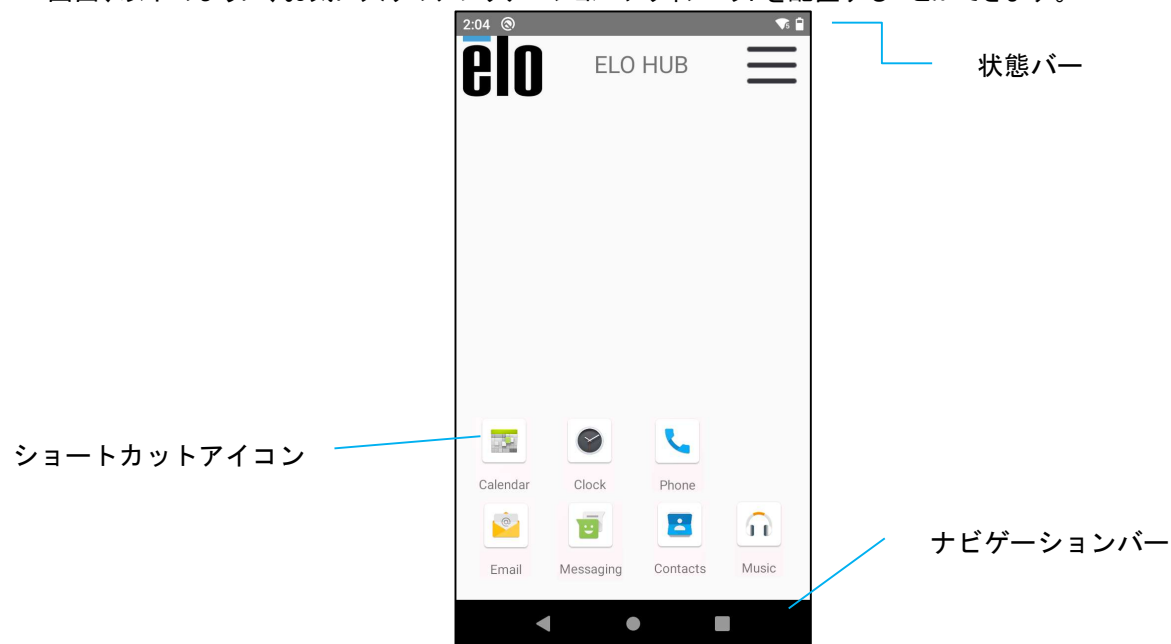 2:04
elo
ELO HUB
状態バー
ショートカットアイコン
Calendar
Clock
Phone
Email
Messaging
Contacts
Music
ナビゲーションバー